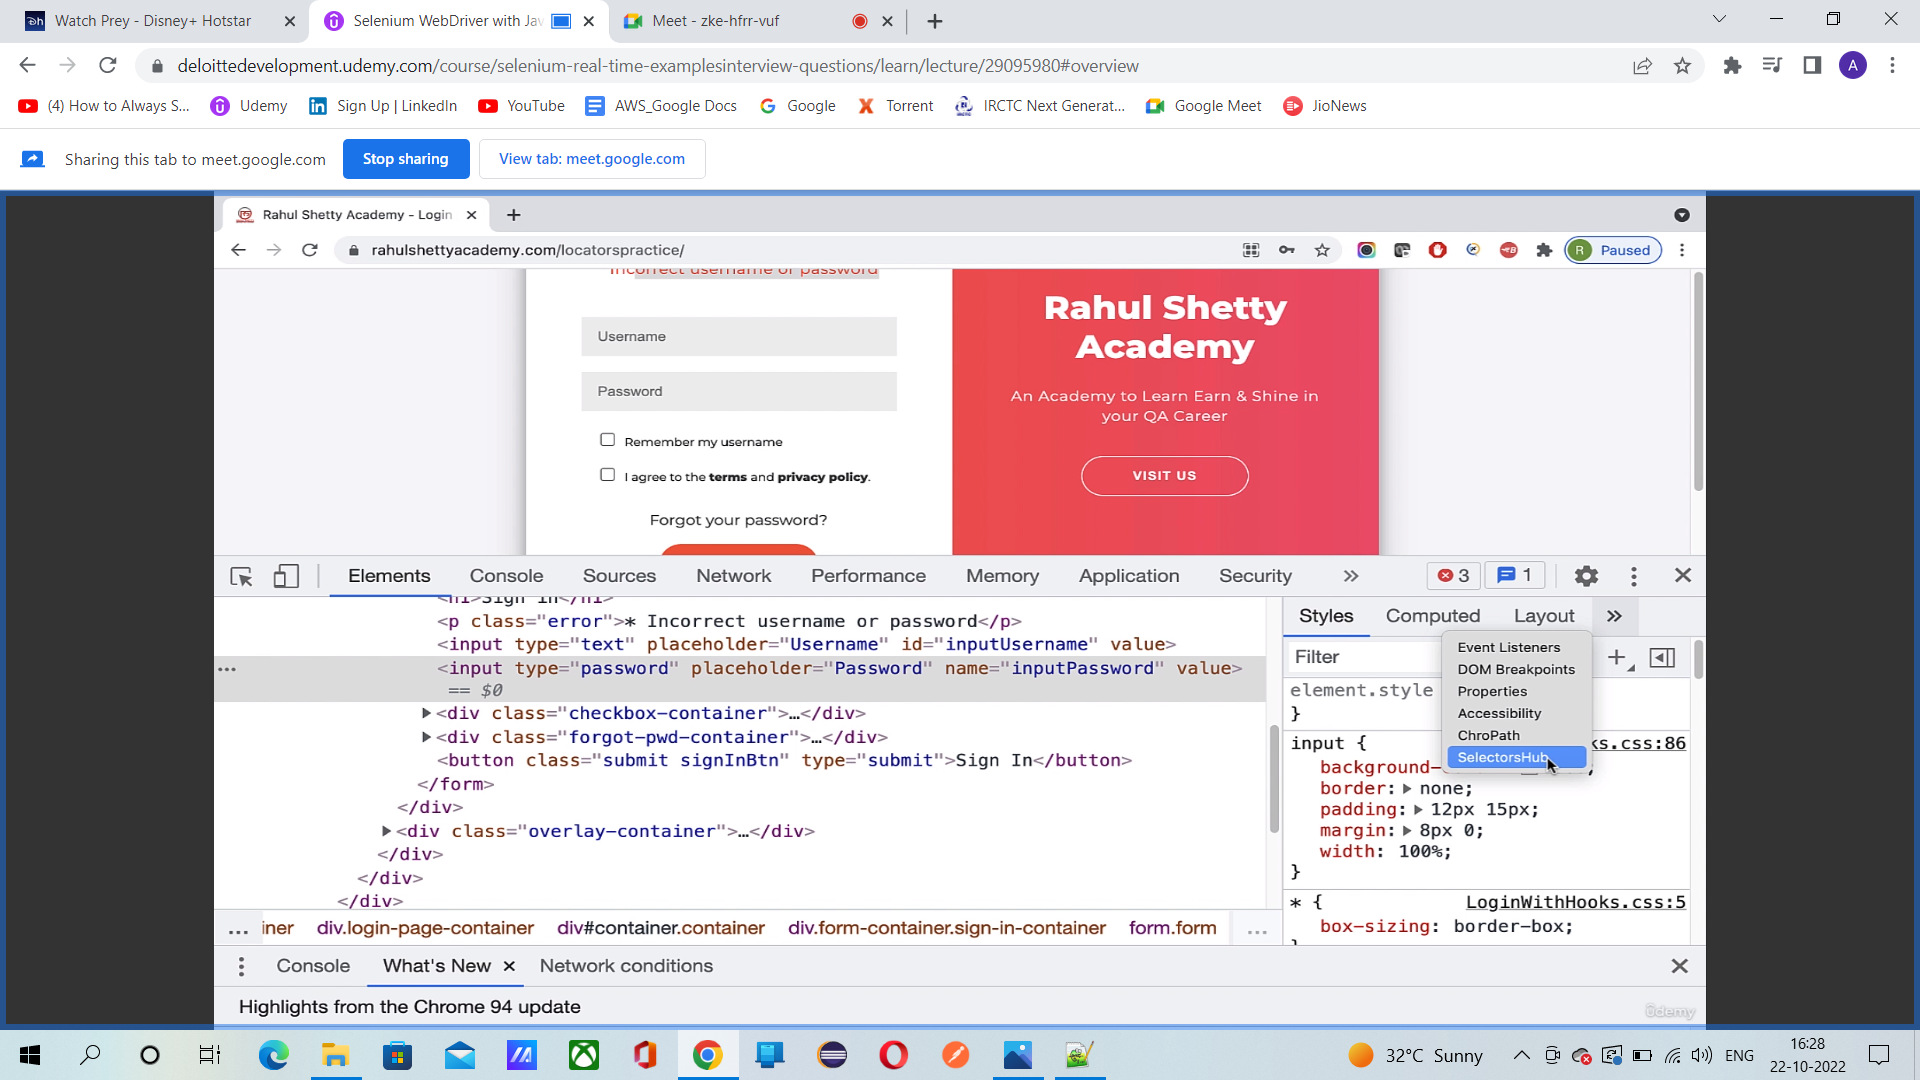 Watch Prey - Disney+ Hotstar
Selenium WebDriver with Jav
Meet - zke-hfrr-vuf
deloittedevelopment.udemy.com/course/selenium-real-time-examplesinterview-questions/learn/lecture/29095980#overview
A
(4) How to Always S...
Udemy
Sign Up | LinkedIn
YouTube
AWS_Google Docs
Google
Torrent
IRCTC Next Generat...
Google Meet
JioNews
Sharing this tab to meet.google.com
Stop sharing
View tab: meet.google.com
Rahul Shetty Academy - Login
rahulshettyacademy.com/locatorspractice/
R Paused
Incorrect username or password
Username
Password
Remember my username
I agree to the terms and privacy policy.
Forgot your password?
Rahul Shetty
Academy
An Academy to Learn Earn & Shine in
your QA Career
VISIT US
Elements
Console
Sources
Network
Performance
Memory
Application
Security
3
1
<h1>Sign in</h1>
<p class="error">* Incorrect username or password</p>
<input type="text" placeholder="Username" id="inputUsername" value>
<input type="password" placeholder="Password" name="inputPassword" value>
== $0
<div class="checkbox-container">…</div>
<div class="forgot-pwd-container">…</div>
<button class="submit signInBtn" type="submit">Sign In</button>
</form>
</div>
<div class="overlay-container">…</div>
</div>
</div>
</div>
... iner
div.login-page-container
div#container.container
div.form-container.sign-in-container
form.form
...
Styles
Computed
Layout
Filter
Event Listeners
DOM Breakpoints
Properties
Accessibility
ChroPath
SelectorsHub
element.style
}
input {
ks.css:86
background-
border: none;
padding: 12px 15px;
margin: 8px 0;
width: 100%;
}
* {
LoginWithHooks.css:5
box-sizing: border-box;
Console
What's New
Network conditions
Highlights from the Chrome 94 update
ûdemy
32°C Sunny
ENG
16:28
22-10-2022